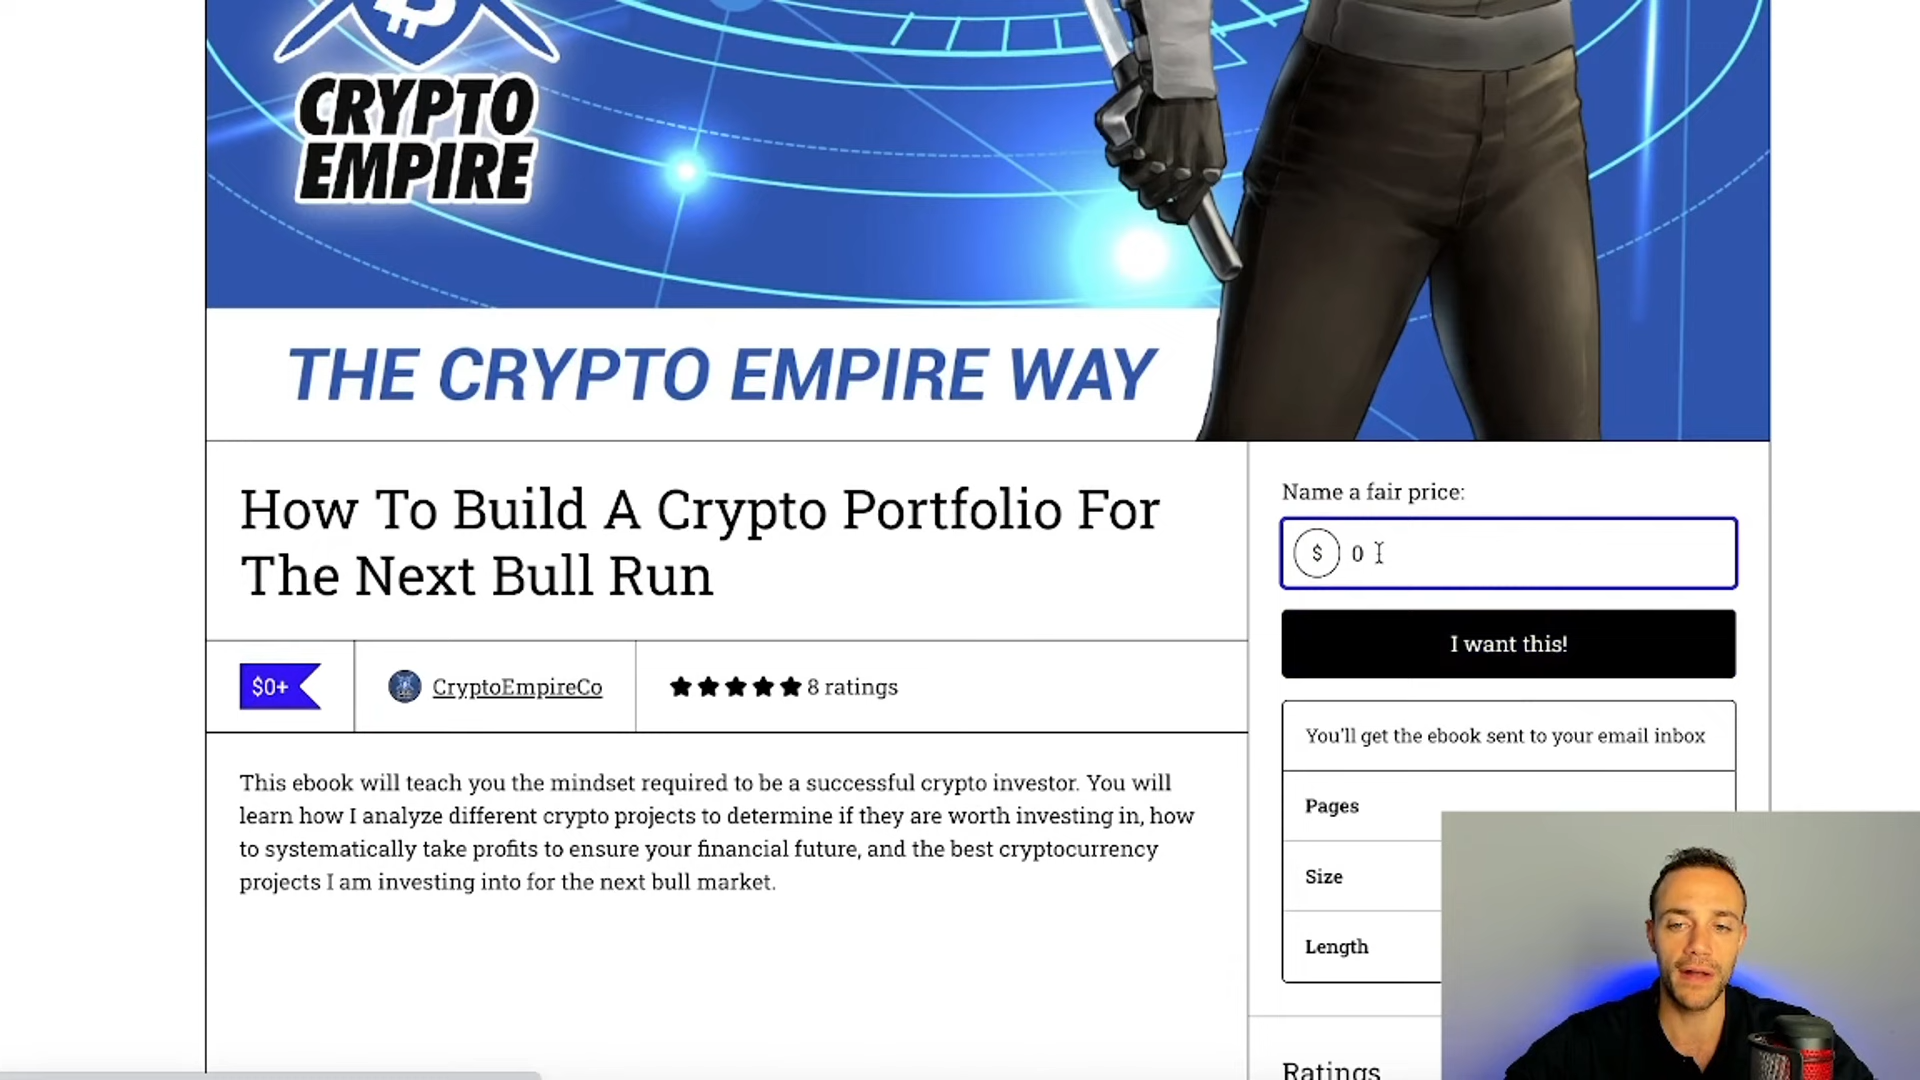 CRYPTO
EMPIRE
THE CRYPTO EMPIRE WAY
How To Build A Crypto Portfolio For
The Next Bull Run
$0+
CryptoEmpireCo
8 ratings
This ebook will teach you the mindset required to be a successful crypto investor. You will
learn how I analyze different crypto projects to determine if they are worth investing in, how
to systematically take profits to ensure your financial future, and the best cryptocurrency
projects I am investing into for the next bull market.
Name a fair price:
$ 0
I want this!
You'll get the ebook sent to your email inbox
Pages
Size
Length
Ratings